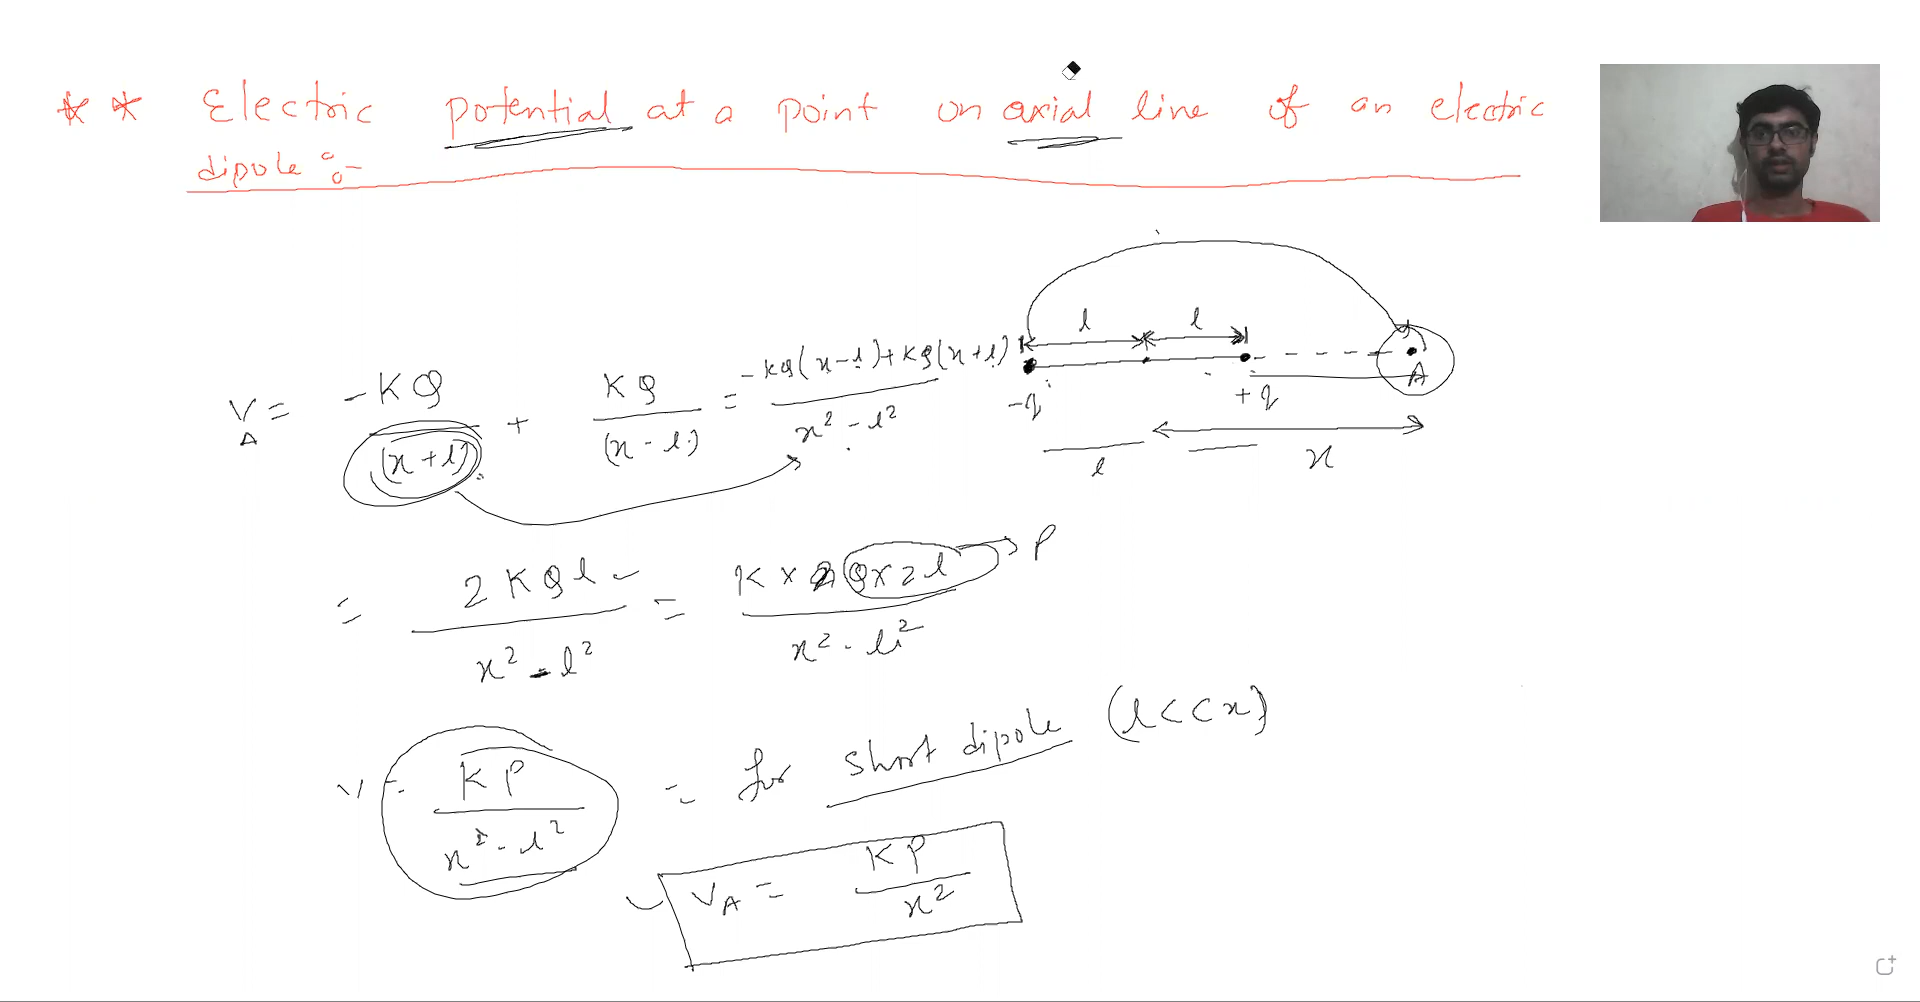 ** Electric potential at a point on axial line of an electric
dipole :-
l l
-q +q A
l x
V_A = -KQ/(x+l) + KQ/(x-l) = -KQ(x-l)+KQ(x+l)/x² - l²
= 2KQl/x² - l² = K x Q x 2l/x² - l² → P
V = KP/x² - l² = for short dipole (l<<x)
V_A = KP/x²